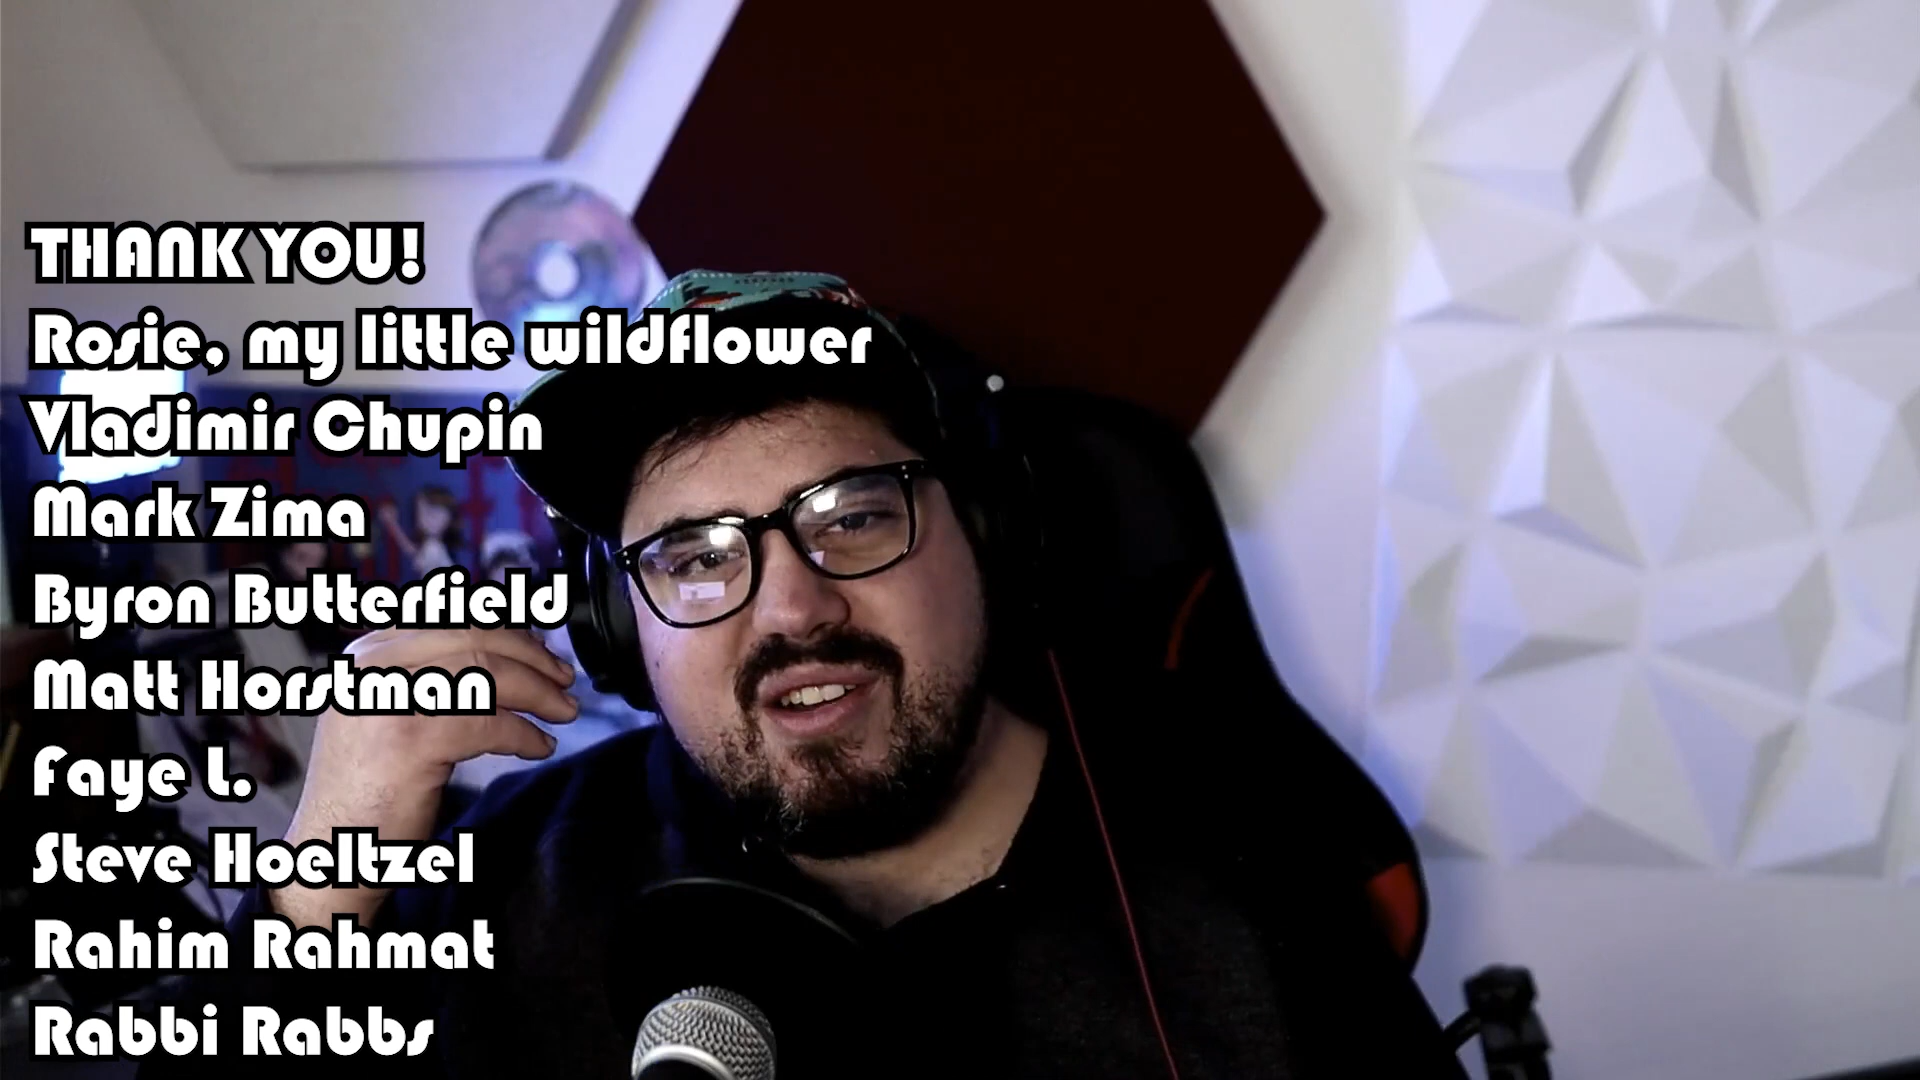 THANK YOU!
Rosie, my little wildflower
Vladimir Chupin
Mark Zima
Byron Butterfield
Matt Horstman
Faye L.
Steve Hoeltzel
Rahim Rahmat
Rabbi Rabbs